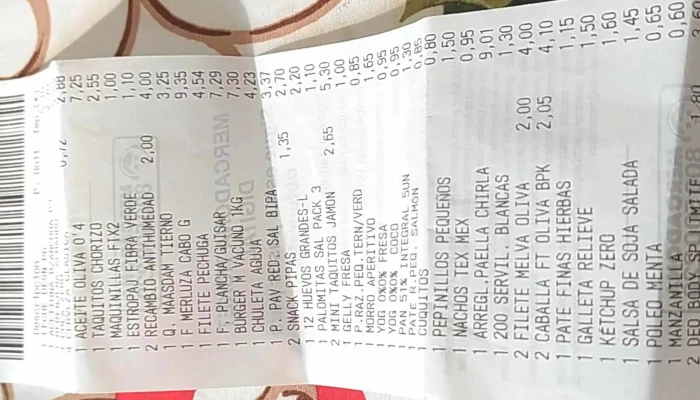 1 ACEITE OLIVA 0'4 7,25
1 TAQUITOS CHORIZO 2,55
1 MAQUINILLAS-FIX2 1,00
1 ESTROPAJ FIBRA VERDE 1,10
2 RECAMBIO ANTIHUMEDAD 2,00 4,00
1 Q. MAASDAM TIERNO 3,25
1 F MERLUZA CABO G 9,35
1 FILETE PECHUGA 4,54
1 F. PLANCHA/GUISAR 7,29
1 BURGER M VACUNO 1KG 7,30
1 CHULETA AGUJA 4,23
1 P. PAV RED. SAL BIPA 3,37
2 SNACK PIPAS 1,35 2,70
1 12 HUEVOS GRANDES-L 2,20
1 PALOMITAS SAL PACK 3 1,10
2 MINI TAQUITOS JAMON 2,65 5,30
1 GELLY FRESA 1,00
1 P.RAZ.PEQ.TERN/VERD 0,85
1 MORRO APERITIVO 1,65
1 YOG 0%0% FRESA 0,95
1 YOG 0%0% COCO 0,95
1 PAN 51% INTEGRAL 5UN 1,30
1 PATE R.PEQ. SALMON 0,85
1 CUQUITOS 0,80
1 PEPINILLOS PEQUEÑOS 1,50
1 NACHOS TEX MEX 0,95
1 ARREGL.PAELLA CHIRLA 9,01
1 200 SERVIL. BLANCAS 1,30
2 FILETE MELVA OLIVA 2,00 4,00
2 CABALLA FT OLIVA BPK 2,05 4,10
1 PATE FINAS HIERBAS 1,15
1 GALLETA RELIEVE 1,50
1 KETCHUP ZERO 1,60
1 SALSA DE SOJA SALADA 1,45
1 POLEO MENTA 0,65
1 MANZANILLA 0,60